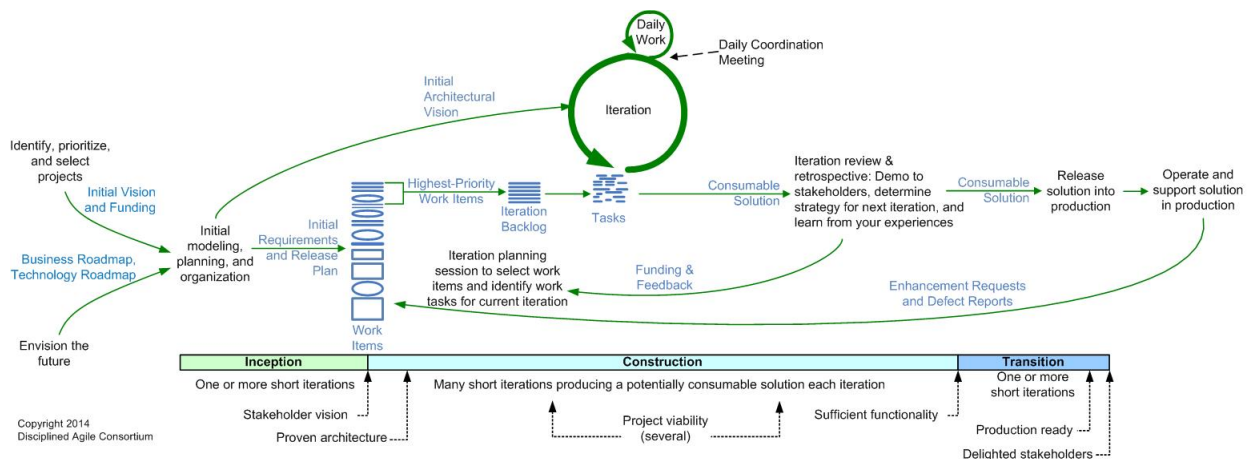 Daily
Work
Daily Coordination
Meeting
Initial
Architectural
Vision
Iteration
Identify, prioritize,
and select
projects
Initial Vision
and Funding
Business Roadmap,
Technology Roadmap
Envision the
future
Initial
modeling,
planning, and
organization
Initial
Requirements
and Release
Plan
Work
Items
Highest-Priority
Work Items
Iteration
Backlog
Tasks
Iteration planning
session to select work
items and identify work
tasks for current iteration
Consumable
Solution
Iteration review &
retrospective: Demo to
stakeholders, determine
strategy for next iteration, and
learn from your experiences
Funding &
Feedback
Consumable
Solution
Release
solution into
production
Operate and
support solution
in production
Enhancement Requests
and Defect Reports
Inception
Construction
Transition
One or more short iterations
Many short iterations producing a potentially consumable solution each iteration
One or more
short iterations
Stakeholder vision
Proven architecture
Project viability
(several)
Sufficient functionality
Production ready
Delighted stakeholders
Copyright 2014
Disciplined Agile Consortium